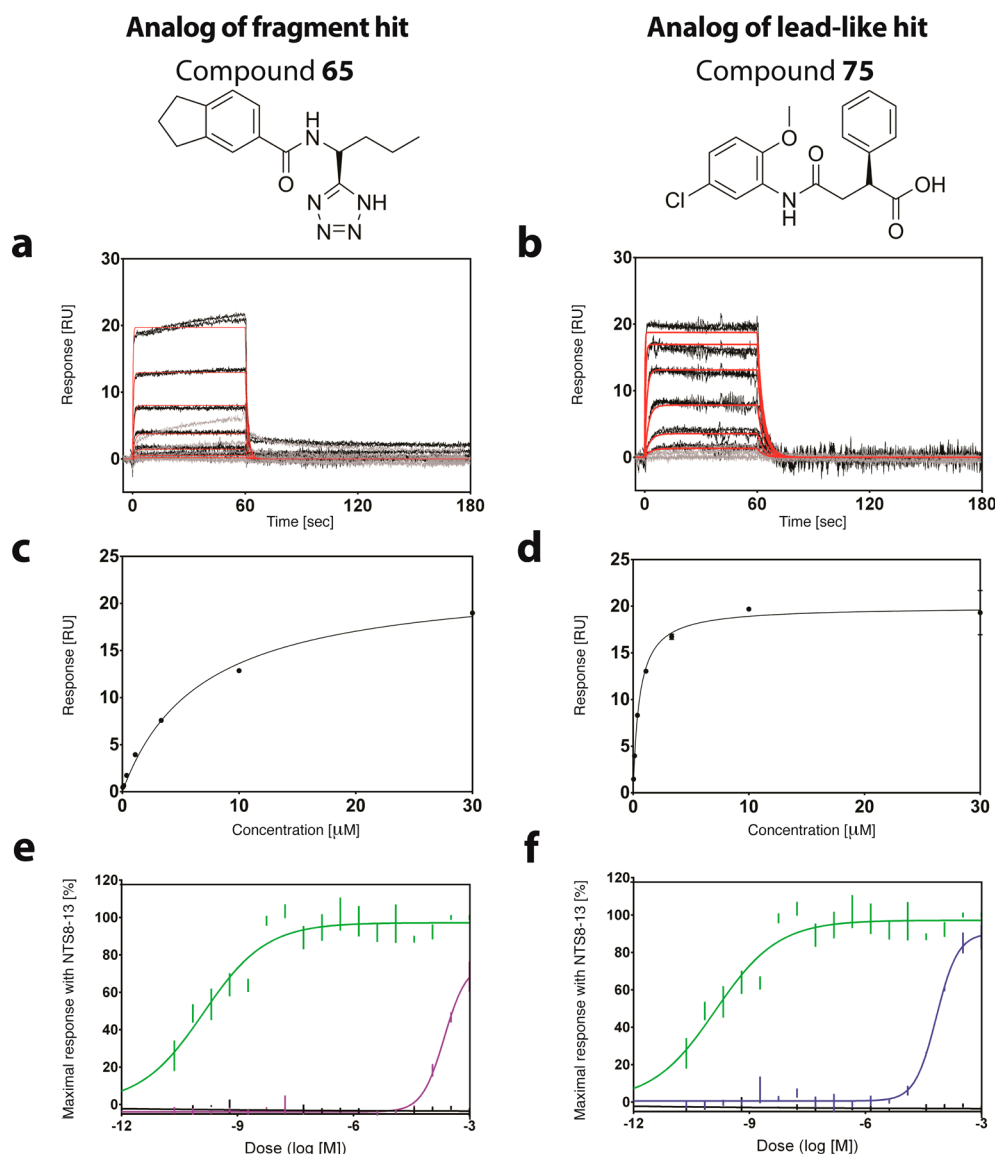 Analog of fragment hit
Compound 65
Analog of lead-like hit
Compound 75
H
N
O
N
NH
N=N
O
Cl
N
H
O
OH
O
a
30
20
10
0
Response [RU]
0 60 120 180
Time [sec]
b
30
20
10
0
Response [RU]
0 60 120 180
Time [sec]
c
25
20
15
10
5
0
Response [RU]
0 10 20 30
Concentration [µM]
d
25
20
15
10
5
0
Response [RU]
0 10 20 30
Concentration [µM]
e
120
100
80
60
40
20
0
Maximal response with NTS8-13 [%]
-12 -9 -6 -3
Dose (log [M])
f
120
100
80
60
40
20
0
Maximal response with NTS8-13 [%]
-12 -9 -6 -3
Dose (log [M])